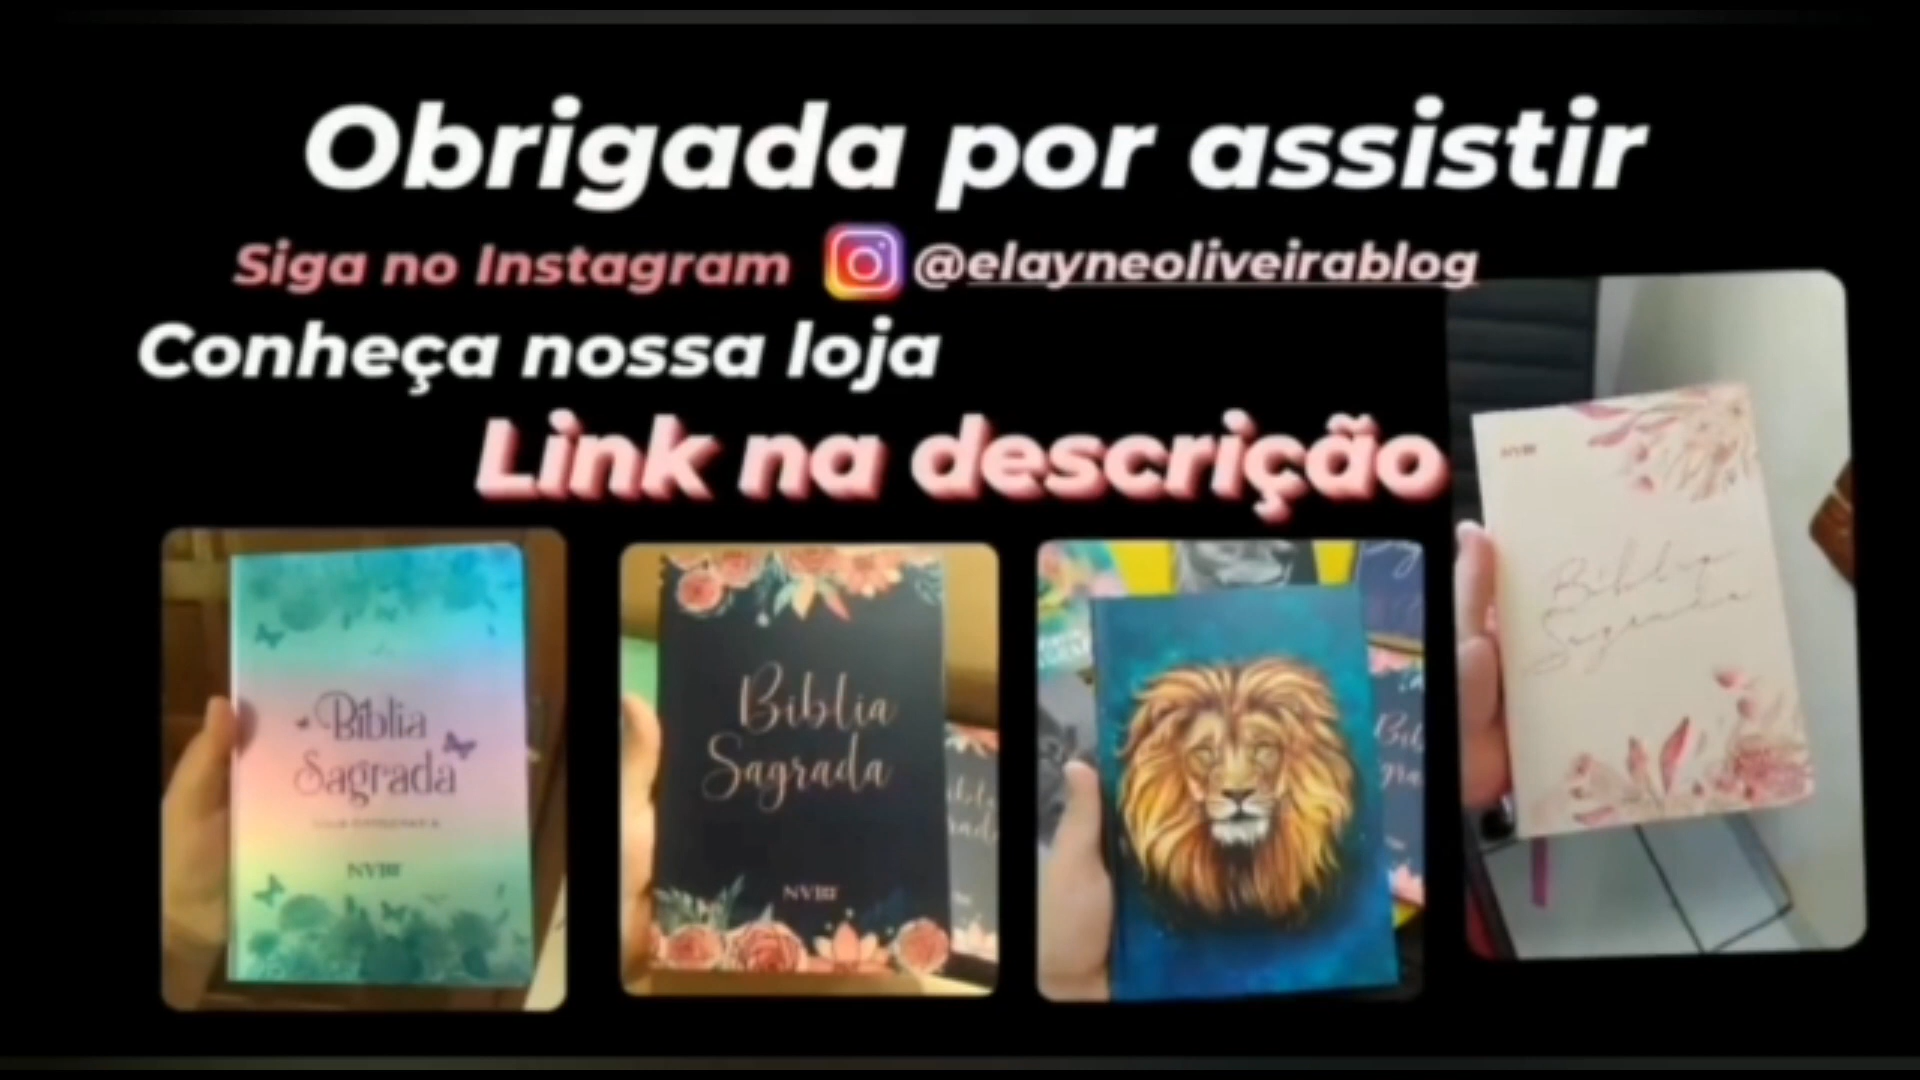 Obrigada por assistir
Siga no Instagram @elayneoliveirablog
Conheça nossa loja
Link na descrição
Bíblia
Sagrada
NVI
Bíblia
Sagrada
NVI
NVI
Bíblia
Sagrada